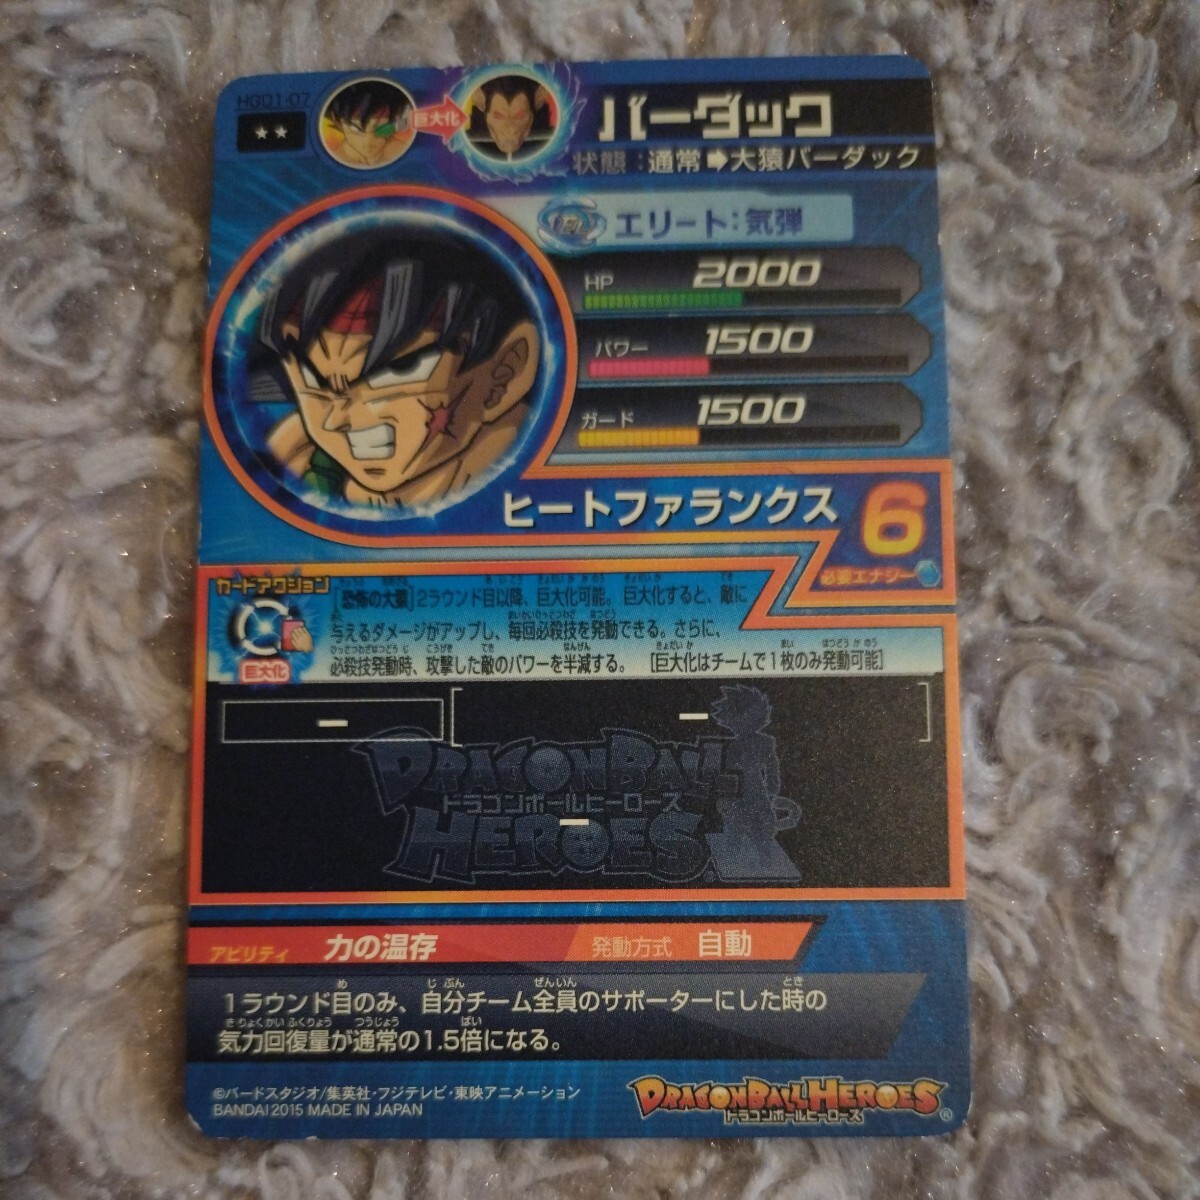 HGD1-07
★★
巨大化
バーダック
状態：通常➡大猿バーダック
エリート：気弾
HP 2000
パワー 1500
ガード 1500
ヒートファランクス 6
必要エナジー
カードアクション
巨大化
[恐怖の大猿]2ラウンド目以降、巨大化可能。巨大化すると、敵に
与えるダメージがアップし、毎回必殺技を発動できる。さらに、
必殺技発動時、攻撃した敵のパワーを半減する。 [巨大化はチームで1枚のみ発動可能]
ー ー
DRAGON BALL
ドラゴンボールヒーローズ
HEROES
ー
アビリティ 力の温存 発動方式 自動
1ラウンド目のみ、自分チーム全員のサポーターにした時の
気力回復量が通常の1.5倍になる。
©バードスタジオ/集英社・フジテレビ・東映アニメーション
BANDAI 2015 MADE IN JAPAN
DRAGON BALL HEROES
ドラゴンボールヒーローズ ®